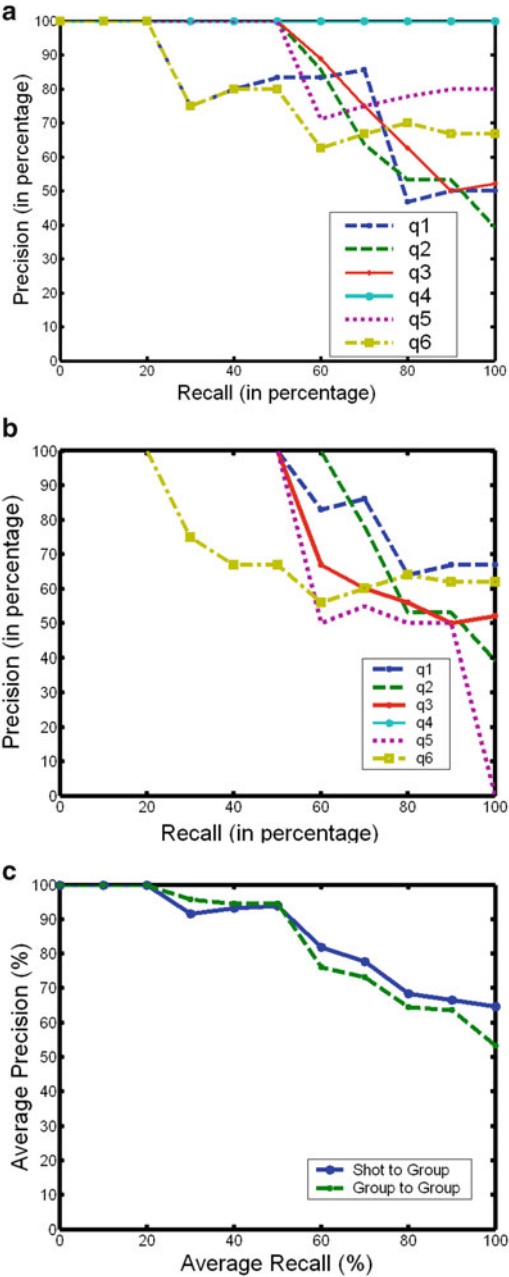 a
100
90
80
70
60
50
40
30
20
10
0
Precision (in percentage)
q1
q2
q3
q4
q5
q6
0 20 40 60 80 100
Recall (in percentage)
b
100
90
80
70
60
50
40
30
20
10
0
Precision (in percentage)
q1
q2
q3
q4
q5
q6
0 20 40 60 80 100
Recall (in percentage)
c
100
90
80
70
60
50
40
30
20
10
0
Average Precision (%)
Shot to Group
Group to Group
0 20 40 60 80 100
Average Recall (%)